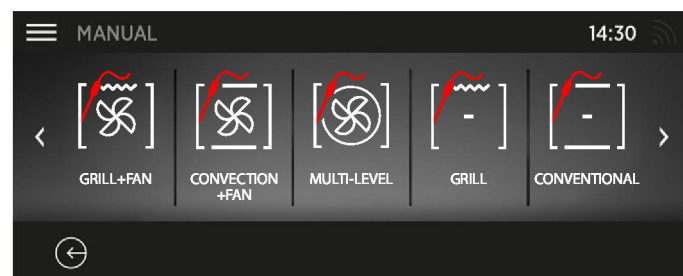 MANUAL 14:30
GRILL+FAN
CONVECTION
+FAN
MULTI-LEVEL
GRILL
CONVENTIONAL